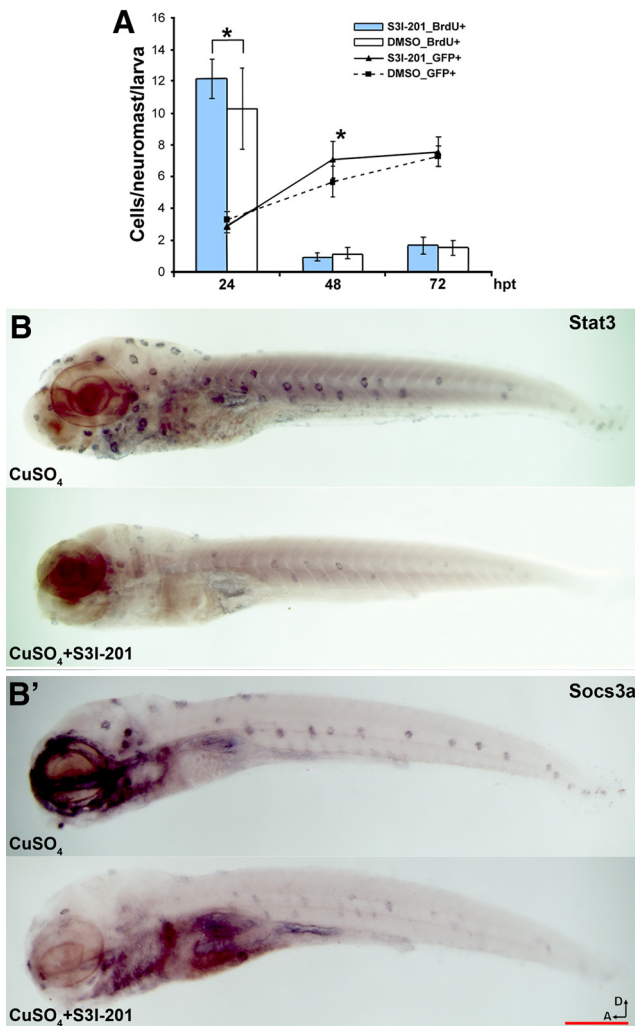 A
S3I-201_BrdU+
DMSO_BrdU+
S3I-201_GFP+
DMSO_GFP+
Cells/neuromast/larva
16
14
12
10
8
6
4
2
0
*
*
24 48 72 hpt
B
Stat3
CuSO4
CuSO4+S3I-201
B’
Socs3a
CuSO4
D
A
CuSO4+S3I-201